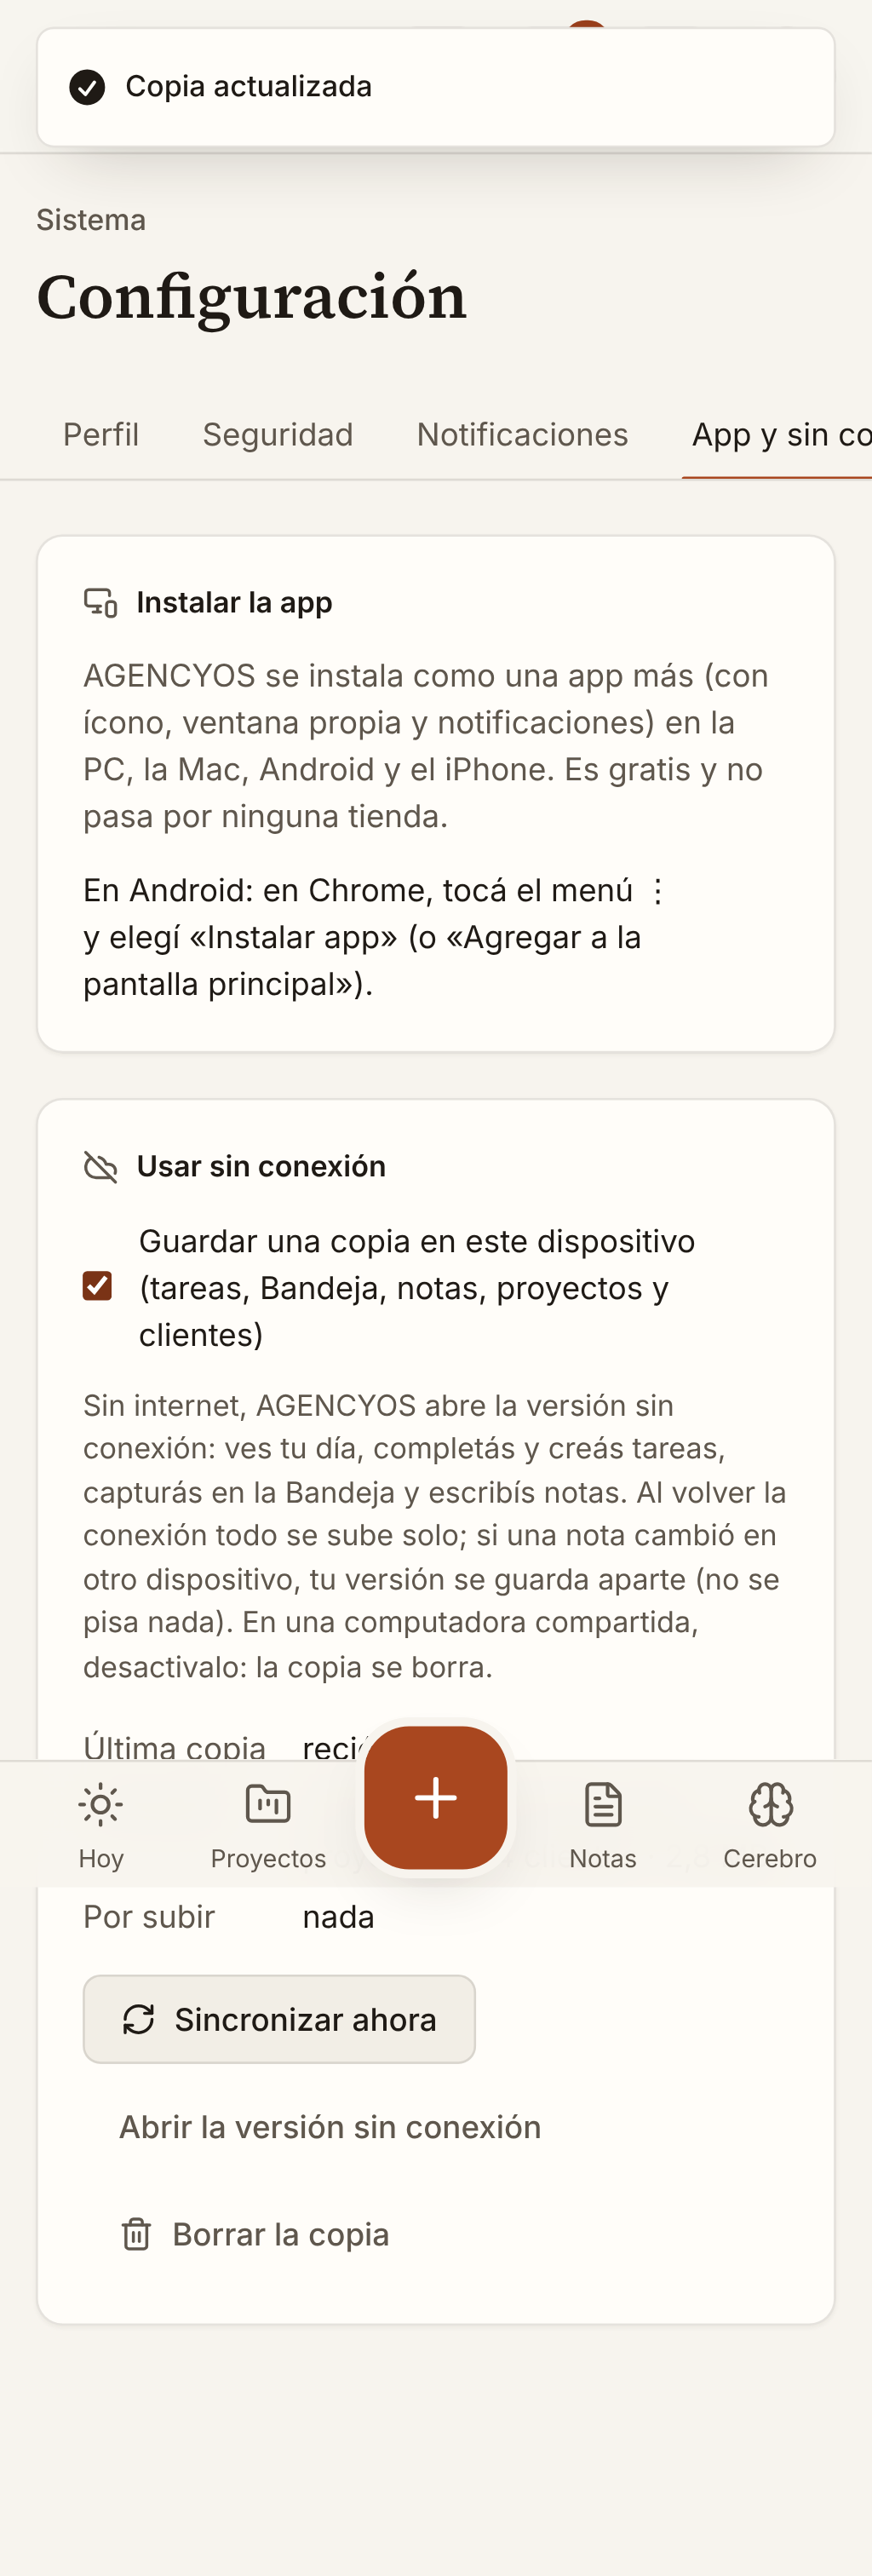 Copia actualizada
Sistema
Configuración
Perfil Seguridad Notificaciones App y sin
Instalar la app
AGENCYOS se instala como una app más (con
ícono, ventana propia y notificaciones) en la
PC, la Mac, Android y el iPhone. Es gratis y no
pasa por ninguna tienda.
En Android: en Chrome, tocá el menú ⋮
y elegí «Instalar app» (o «Agregar a la
pantalla principal»).
Usar sin conexión
Guardar una copia en este dispositivo
(tareas, Bandeja, notas, proyectos y
clientes)
Sin internet, AGENCYOS abre la versión sin
conexión: ves tu día, completás y creás tareas,
capturás en la Bandeja y escribís notas. Al volver la
conexión todo se sube solo; si una nota cambió en
otro dispositivo, tu versión se guarda aparte (no se
pisa nada). En una computadora compartida,
desactivalo: la copia se borra.
Última copia
Hoy Proyectos Notas Cerebro
Por subir nada
Sincronizar ahora
Abrir la versión sin conexión
Borrar la copia